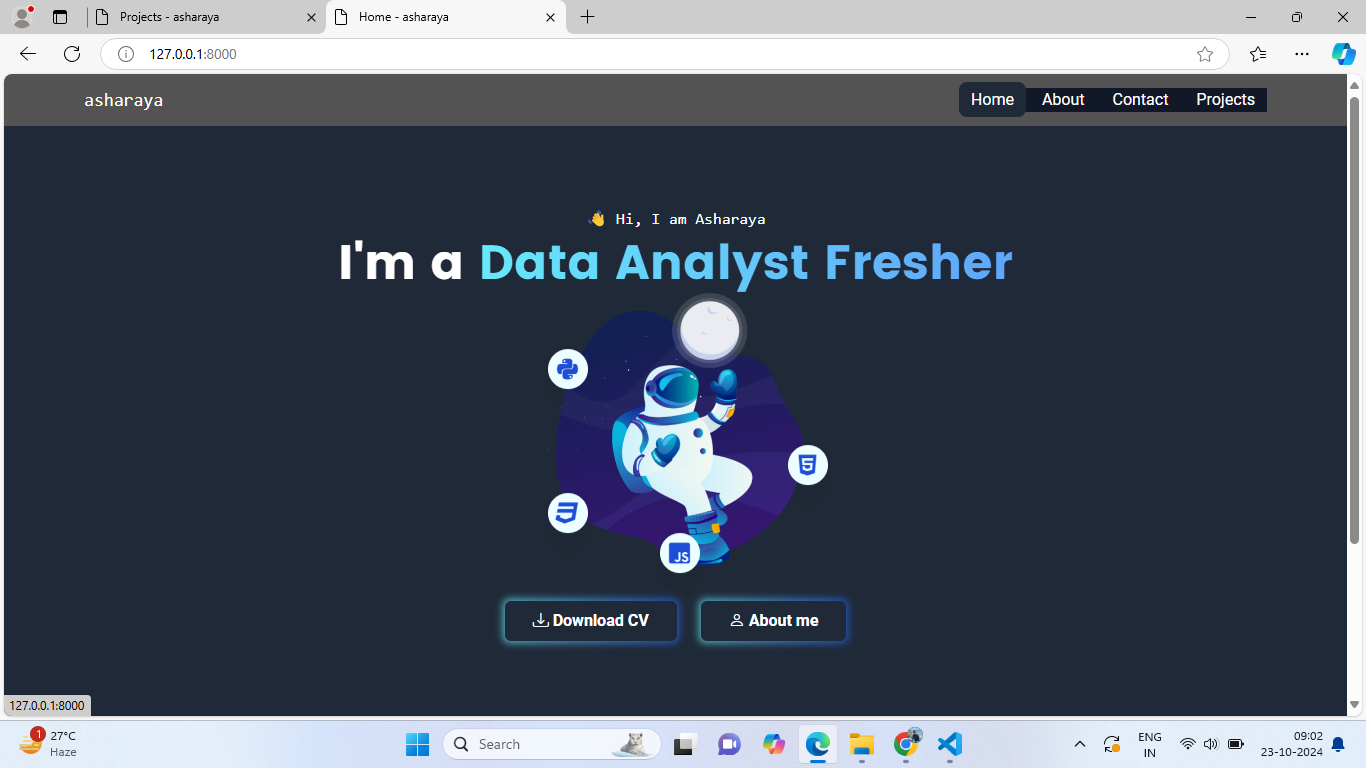 Projects - asharaya
Home - asharaya
127.0.0.1:8000
asharaya
Home About Contact Projects
👋 Hi, I am Asharaya
I'm a Data Analyst Fresher
5
3
JS
Download CV About me
127.0.0.1:8000
1
27°C
Haze
Search
ENG
IN
09:02
23-10-2024